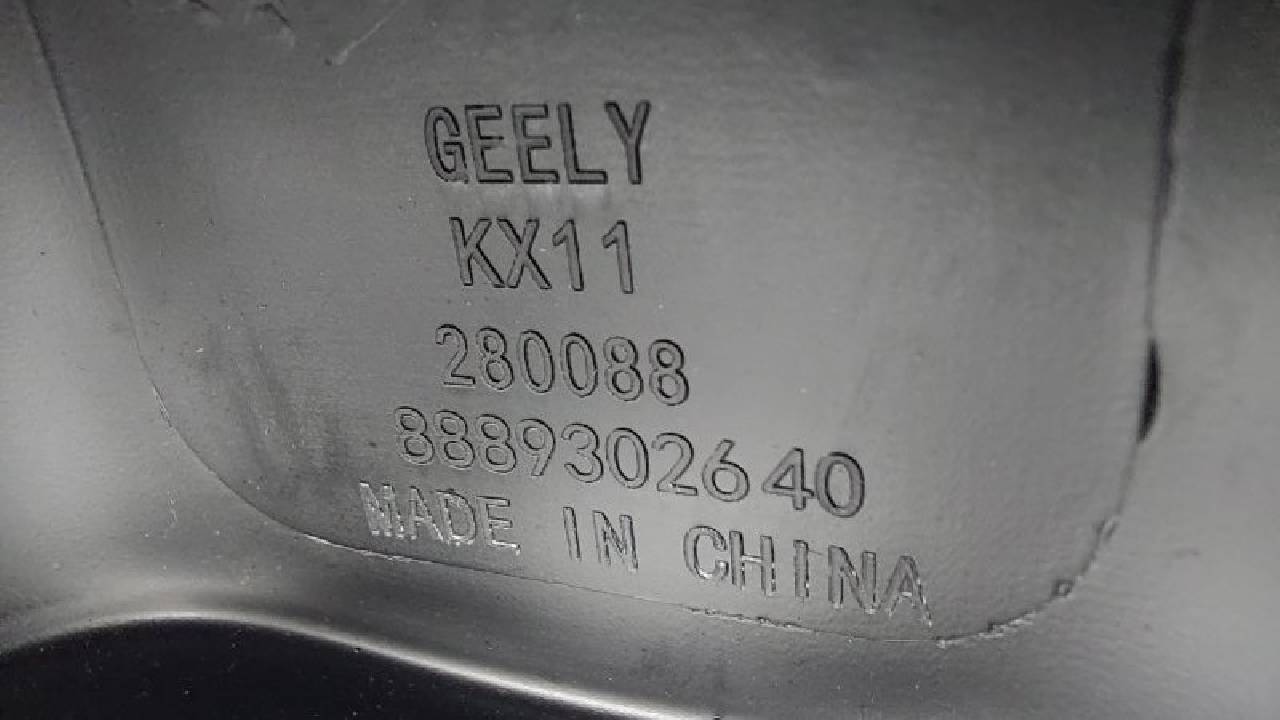 GEELY
KX11
280088
8889302640
MADE IN CHINA